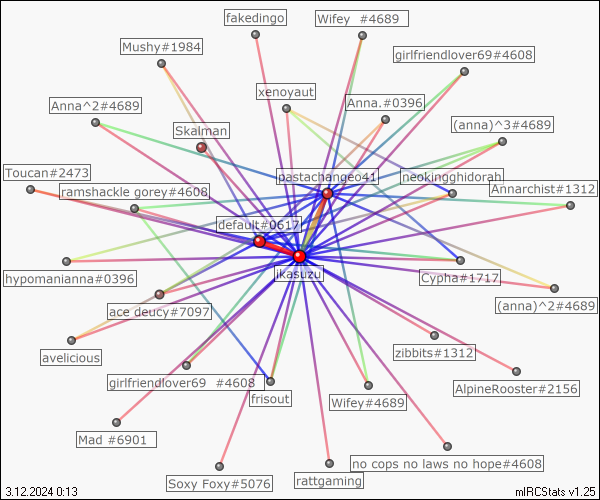 fakedingo
Wifey  #4689
Mushy#1984
girlfriendlover69#4608
xenoyaut
Anna^2#4689
Anna.#0396
Skalman
(anna)^3#4689
Toucan#2473
pastachangeo41
neokingghidorah
ramshackle gorey#4608
Annarchist#1312
default#0617
ikasuzu
hypomanianna#0396
Cypha#1717
ace deucy#7097
(anna)^2#4689
avelicious
zibbits#1312
girlfriendlover69  #4608
AlpineRooster#2156
frisout
Wifey#4689
Mad #6901
no cops no laws no hope#4608
Soxy Foxy#5076
rattgaming
3.12.2024 0:13
mIRCStats v1.25